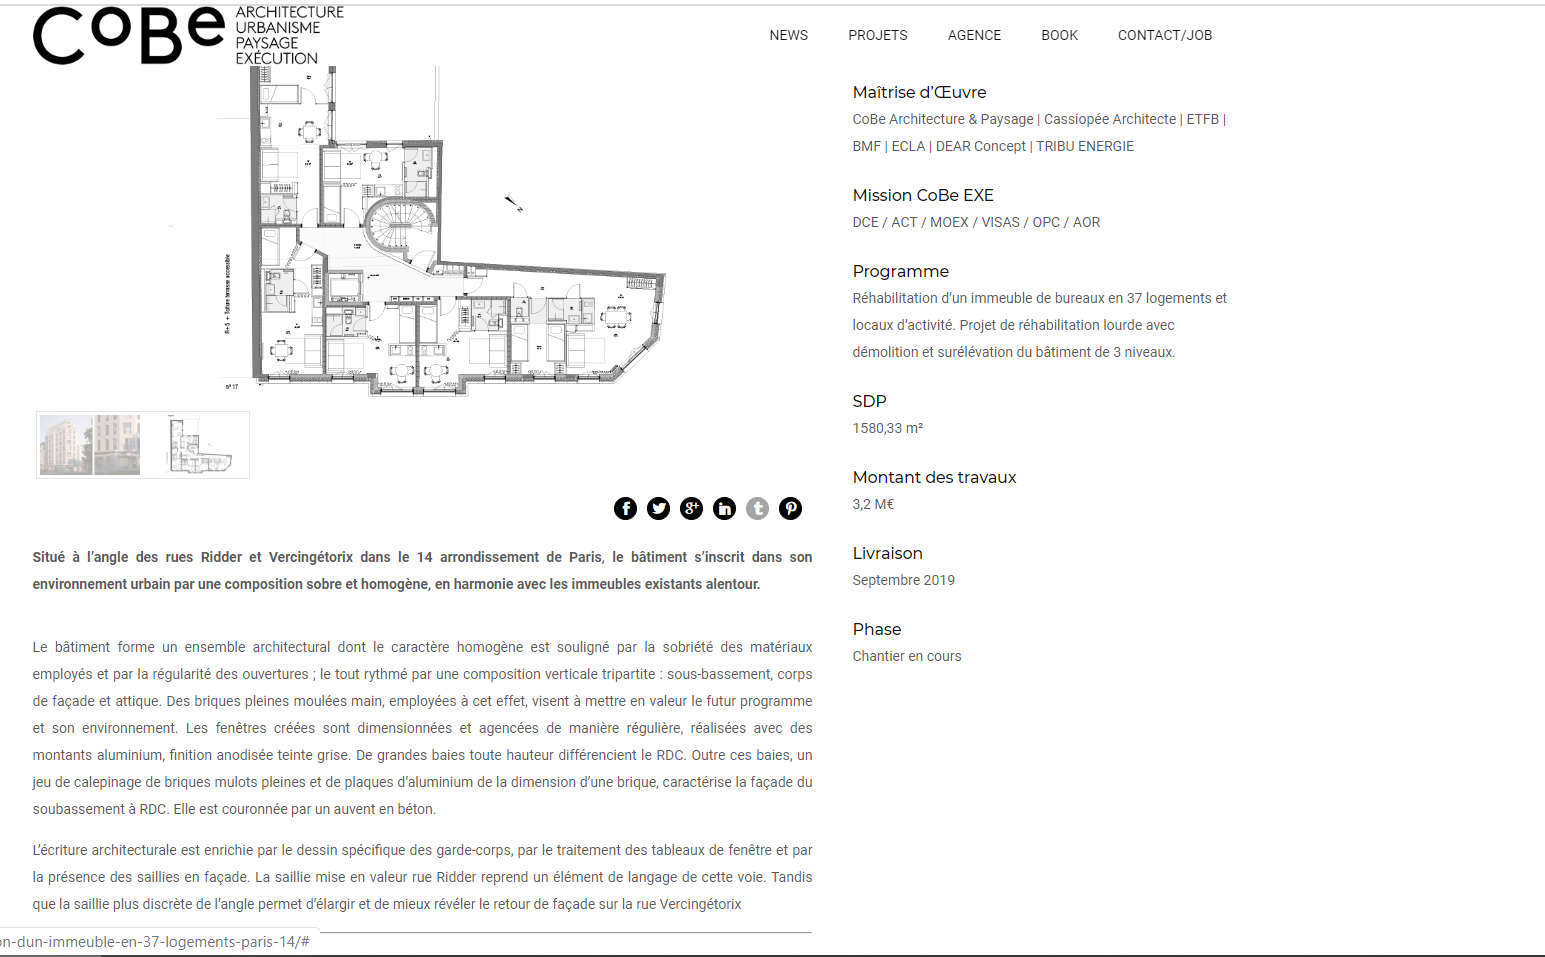 CoBe
ARCHITECTURE
URBANISME
PAYSAGE
EXÉCUTION
NEWS
PROJETS
AGENCE
BOOK
CONTACT/JOB
R+5 + Toiture terrasse accessible
n° 17
N
Situé à l’angle des rues Ridder et Vercingétorix dans le 14 arrondissement de Paris, le bâtiment s’inscrit dans son
environnement urbain par une composition sobre et homogène, en harmonie avec les immeubles existants alentour.
Le bâtiment forme un ensemble architectural dont le caractère homogène est souligné par la sobriété des matériaux
employés et par la régularité des ouvertures ; le tout rythmé par une composition verticale tripartite : sous-bassement, corps
de façade et attique. Des briques pleines moulées main, employées à cet effet, visent à mettre en valeur le futur programme
et son environnement. Les fenêtres créées sont dimensionnées et agencées de manière régulière, réalisées avec des
montants aluminium, finition anodisée teinte grise. De grandes baies toute hauteur différencient le RDC. Outre ces baies, un
jeu de calepinage de briques mulots pleines et de plaques d’aluminium de la dimension d’une brique, caractérise la façade du
soubassement à RDC. Elle est couronnée par un auvent en béton.
L’écriture architecturale est enrichie par le dessin spécifique des garde-corps, par le traitement des tableaux de fenêtre et par
la présence des saillies en façade. La saillie mise en valeur rue Ridder reprend un élément de langage de cette voie. Tandis
que la saillie plus discrète de l’angle permet d’élargir et de mieux révéler le retour de façade sur la rue Vercingétorix
Maîtrise d’Œuvre
CoBe Architecture & Paysage | Cassiopée Architecte | ETFB |
BMF | ECLA | DEAR Concept | TRIBU ENERGIE
Mission CoBe EXE
DCE / ACT / MOEX / VISAS / OPC / AOR
Programme
Réhabilitation d’un immeuble de bureaux en 37 logements et
locaux d’activité. Projet de réhabilitation lourde avec
démolition et surélévation du bâtiment de 3 niveaux.
SDP
1580,33 m²
Montant des travaux
3,2 M€
Livraison
Septembre 2019
Phase
Chantier en cours
on-dun-immeuble-en-37-logements-paris-14/#